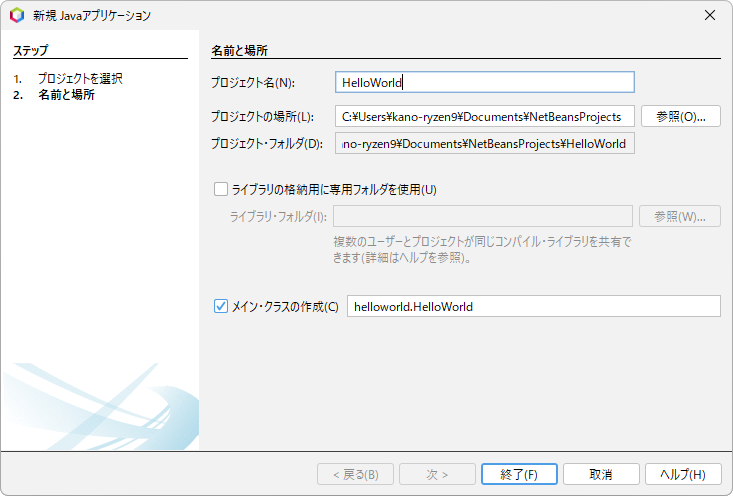 新規 Javaアプリケーション
ステップ
1. プロジェクトを選択
2. 名前と場所
名前と場所
プロジェクト名(N): HelloWorld
プロジェクトの場所(L): C:¥Users¥kano-ryzen9¥Documents¥NetBeansProjects 参照(O)...
プロジェクト・フォルダ(D): ano-ryzen9¥Documents¥NetBeansProjects¥HelloWorld
ライブラリの格納用に専用フォルダを使用(U)
ライブラリ・フォルダ(I): 参照(W)...
複数のユーザーとプロジェクトが同じコンパイル・ライブラリを共有で
きます(詳細はヘルプを参照)。
メイン・クラスの作成(C) helloworld.HelloWorld
< 戻る(B) 次 > 終了(F) 取消 ヘルプ(H)